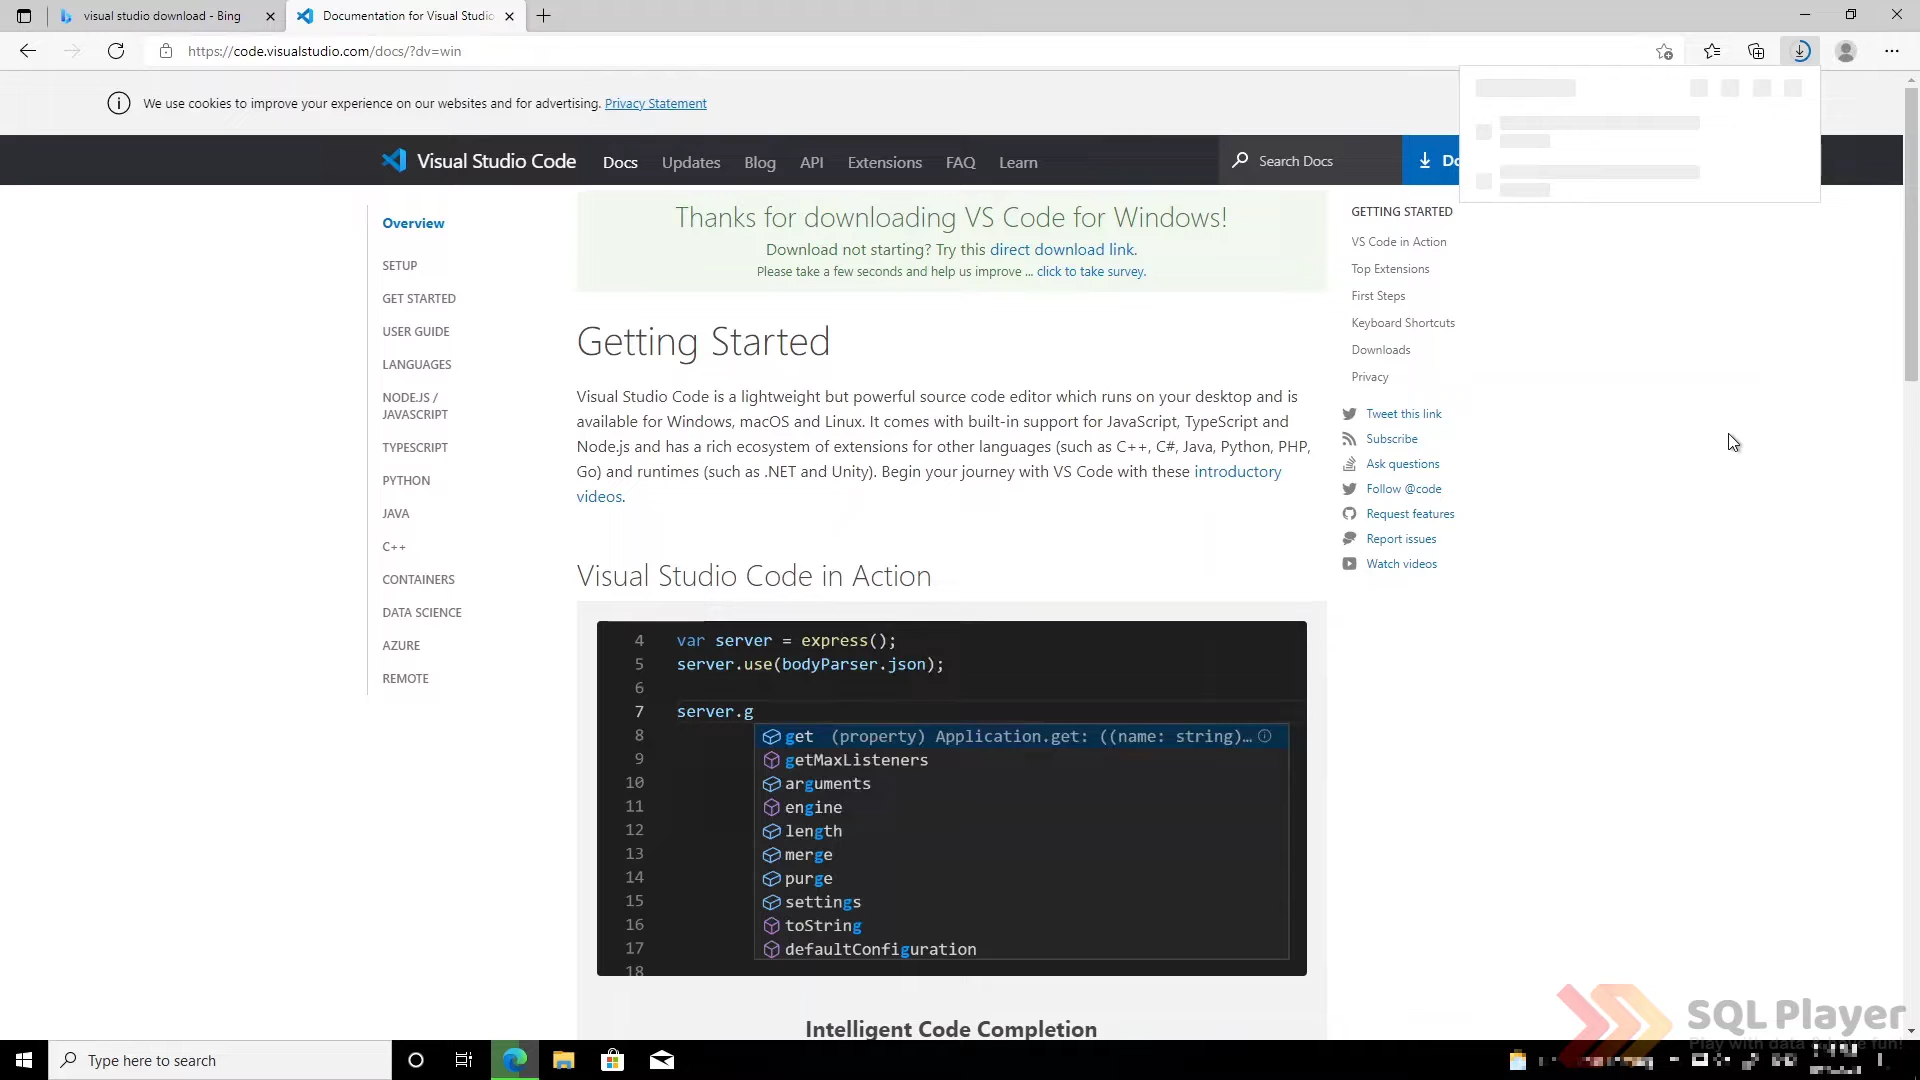 visual studio download - Bing
Documentation for Visual Studio
https://code.visualstudio.com/docs/?dv=win
We use cookies to improve your experience on our websites and for advertising. Privacy Statement
Visual Studio Code
Docs
Updates
Blog
API
Extensions
FAQ
Learn
Search Docs
Do
Overview
SETUP
GET STARTED
USER GUIDE
LANGUAGES
NODE.JS /
JAVASCRIPT
TYPESCRIPT
PYTHON
JAVA
C++
CONTAINERS
DATA SCIENCE
AZURE
REMOTE
Thanks for downloading VS Code for Windows!
Download not starting? Try this direct download link.
Please take a few seconds and help us improve ... click to take survey.
Getting Started
Visual Studio Code is a lightweight but powerful source code editor which runs on your desktop and is
available for Windows, macOS and Linux. It comes with built-in support for JavaScript, TypeScript and
Node.js and has a rich ecosystem of extensions for other languages (such as C++, C#, Java, Python, PHP,
Go) and runtimes (such as .NET and Unity). Begin your journey with VS Code with these introductory
videos.
Visual Studio Code in Action
4 var server = express();
5 server.use(bodyParser.json);
6
7 server.g
8 get (property) Application.get: ((name: string)…
9 getMaxListeners
10 arguments
11 engine
12 length
13 merge
14 purge
15 settings
16 toString
17 defaultConfiguration
18
Intelligent Code Completion
GETTING STARTED
VS Code in Action
Top Extensions
First Steps
Keyboard Shortcuts
Downloads
Privacy
Tweet this link
Subscribe
Ask questions
Follow @code
Request features
Report issues
Watch videos
SQL Player
Play with data & have fun!
Type here to search